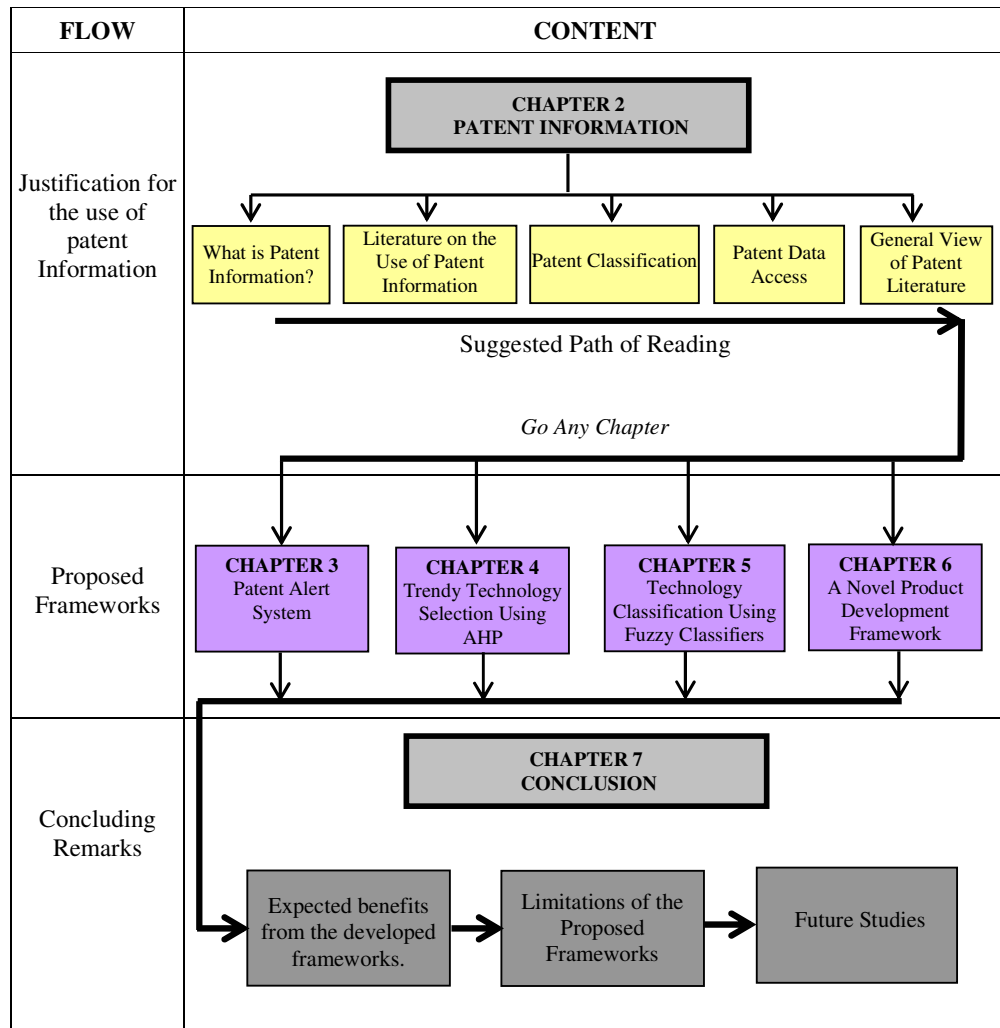 FLOW
CONTENT
Justification for
the use of
patent
Information
CHAPTER 2
PATENT INFORMATION
What is Patent
Information?
Literature on the
Use of Patent
Information
Patent Classification
Patent Data
Access
General View
of Patent
Literature
Suggested Path of Reading
Go Any Chapter
Proposed
Frameworks
CHAPTER 3
Patent Alert
System
CHAPTER 4
Trendy Technology
Selection Using
AHP
CHAPTER 5
Technology
Classification Using
Fuzzy Classifiers
CHAPTER 6
A Novel Product
Development
Framework
Concluding
Remarks
CHAPTER 7
CONCLUSION
Expected benefits
from the developed
frameworks.
Limitations of the
Proposed
Frameworks
Future Studies